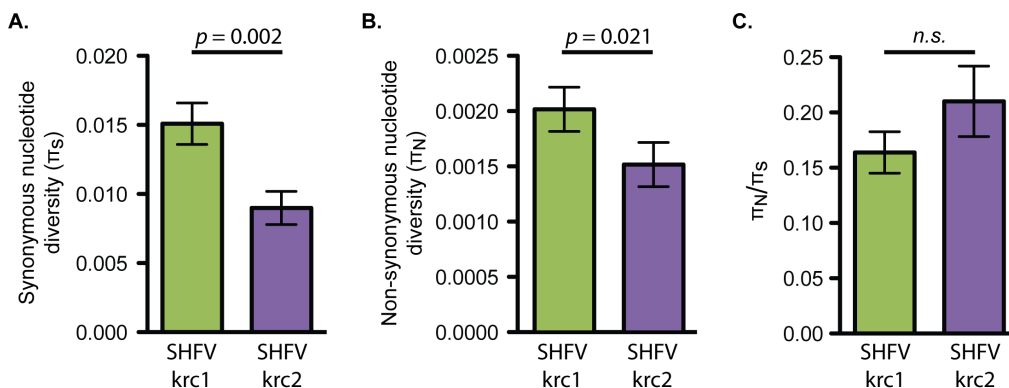 A.
p = 0.002
Synonymous nucleotide
diversity (πS)
0.020
0.015
0.010
0.005
0.000
SHFV
krc1
SHFV
krc2
B.
p = 0.021
Non-synonymous nucleotide
diversity (πN)
0.0025
0.0020
0.0015
0.0010
0.0005
0.0000
SHFV
krc1
SHFV
krc2
C.
n.s.
πN/πS
0.25
0.20
0.15
0.10
0.05
0.00
SHFV
krc1
SHFV
krc2